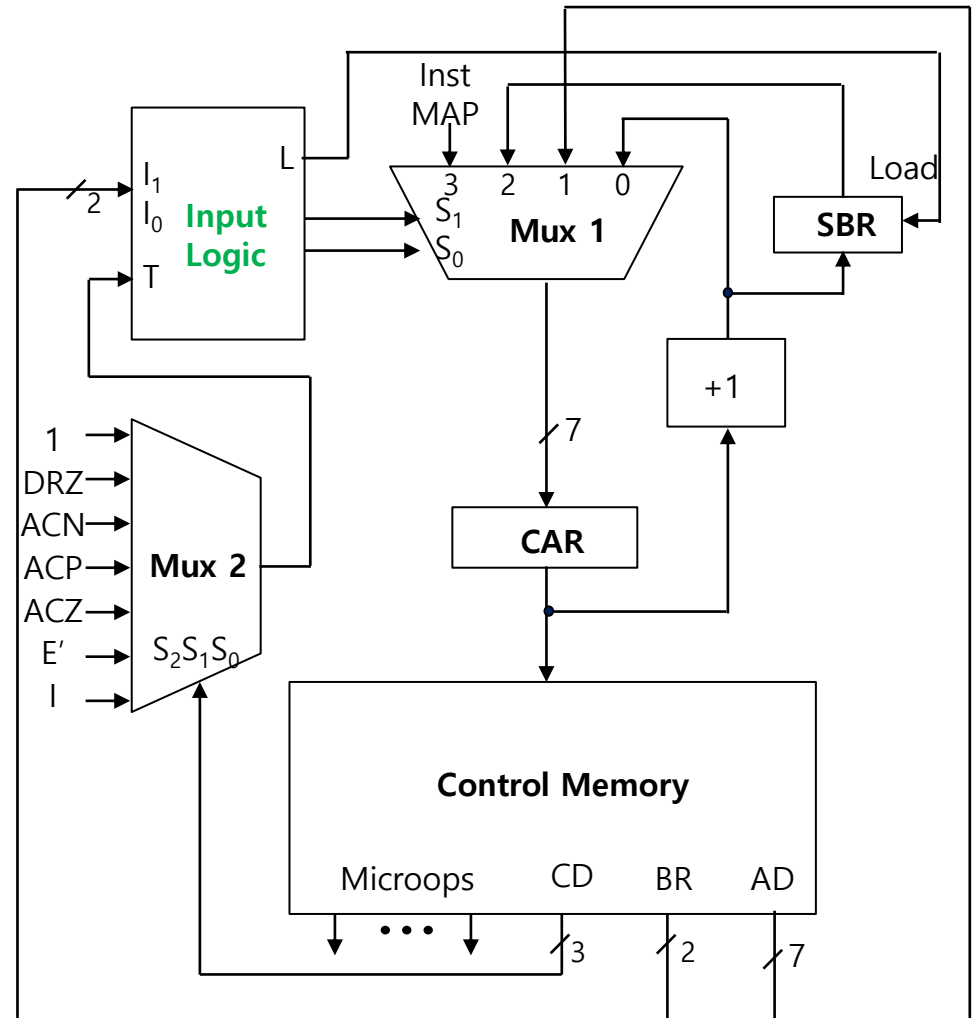 Inst
MAP
L
I₁
I₀
T
Input
Logic
2
3 2 1 0
S₁
S₀
Mux 1
Load
SBR
+1
7
CAR
1
DRZ
ACN
ACP
ACZ
E’
I
Mux 2
S₂S₁S₀
Control Memory
Microops CD BR AD
• • •
3
2
7